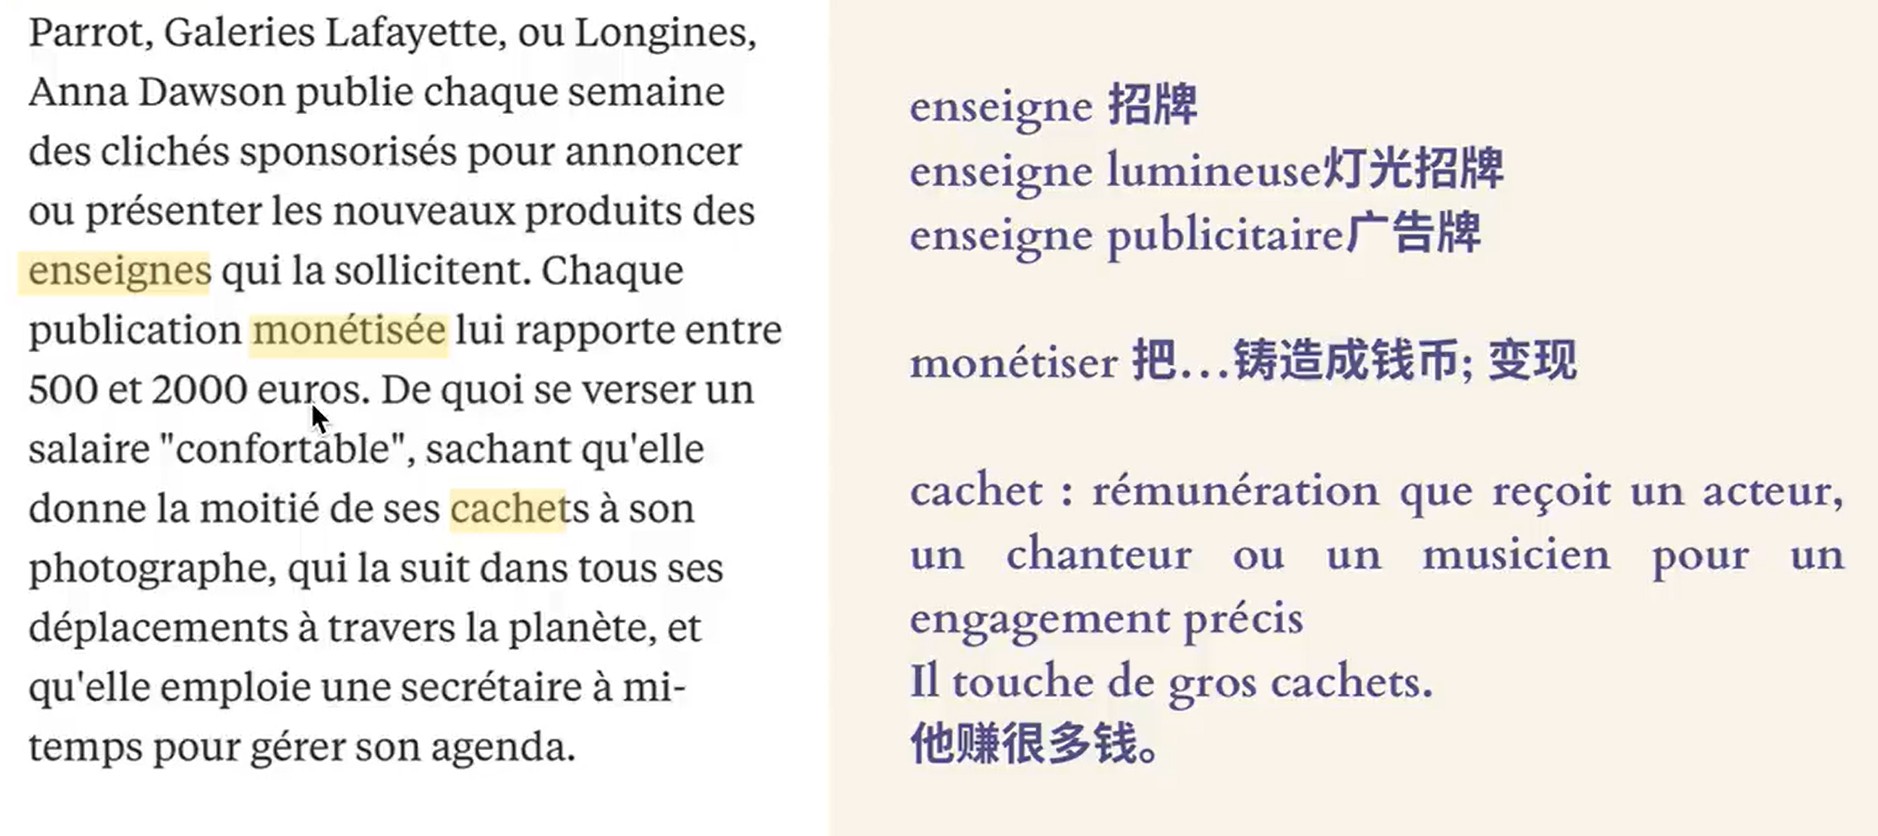 Parrot, Galeries Lafayette, ou Longines,
Anna Dawson publie chaque semaine
des clichés sponsorisés pour annoncer
ou présenter les nouveaux produits des
enseignes qui la sollicitent. Chaque
publication monétisée lui rapporte entre
500 et 2000 euros. De quoi se verser un
salaire "confortable", sachant qu'elle
donne la moitié de ses cachets à son
photographe, qui la suit dans tous ses
déplacements à travers la planète, et
qu'elle emploie une secrétaire à mi-
temps pour gérer son agenda.
enseigne 招牌
enseigne lumineuse灯光招牌
enseigne publicitaire广告牌
monétiser 把…铸造成钱币; 变现
cachet : rémunération que reçoit un acteur,
un chanteur ou un musicien pour un
engagement précis
Il touche de gros cachets.
他赚很多钱。